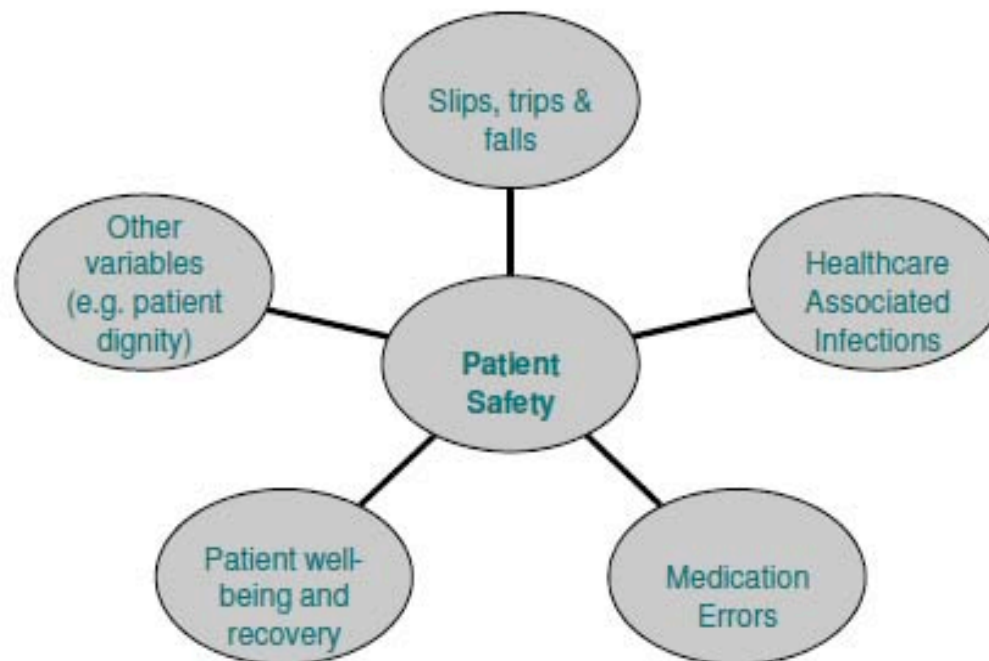 Slips, trips &
falls
Other
variables
(e.g. patient
dignity)
Healthcare
Associated
Infections
Patient
Safety
Patient well-
being and
recovery
Medication
Errors